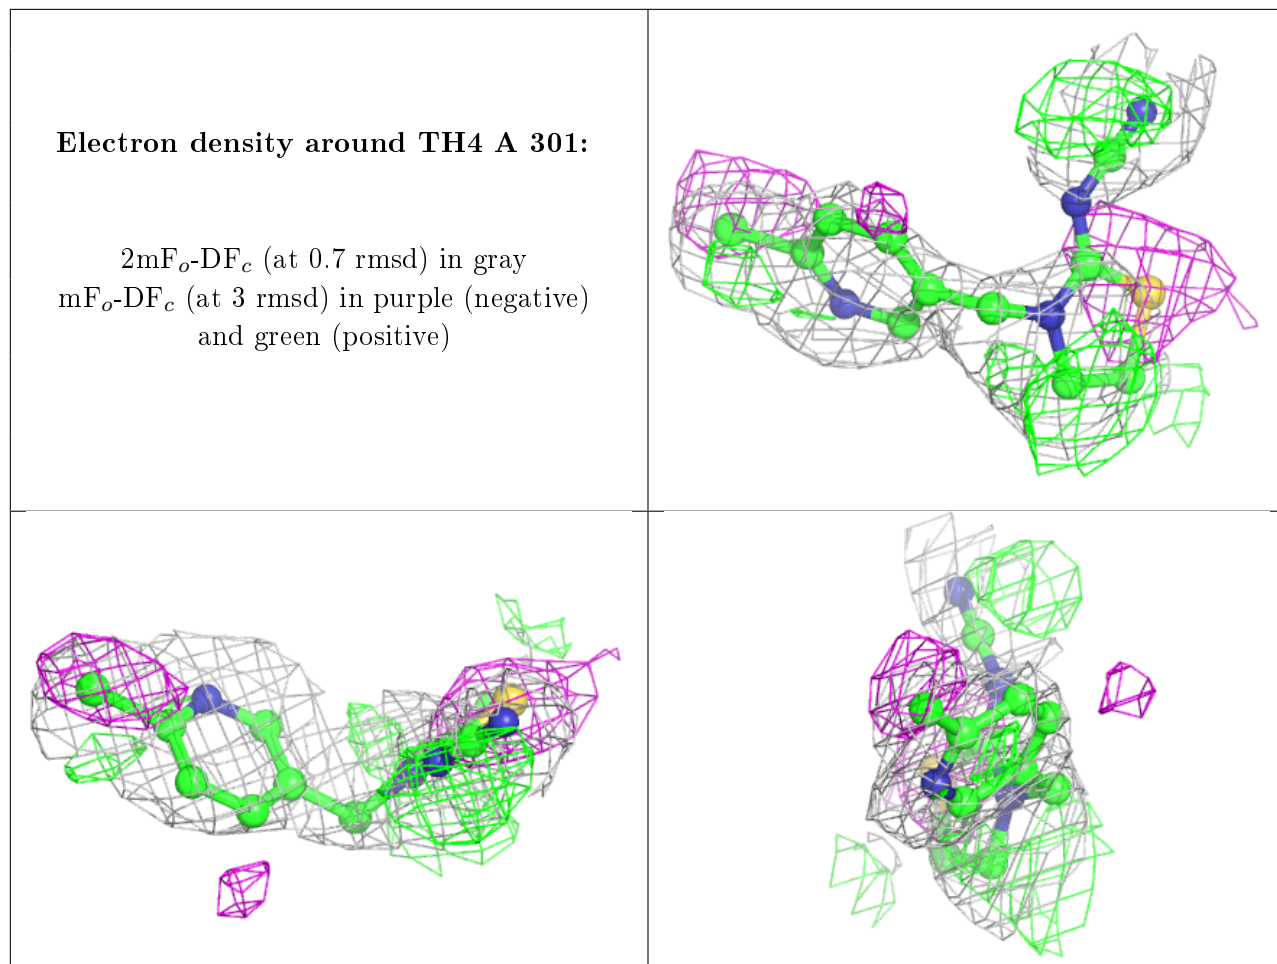 Electron density around TH4 A 301:
2mFₒ-DF𝒸 (at 0.7 rmsd) in gray
mFₒ-DF𝒸 (at 3 rmsd) in purple (negative)
and green (positive)